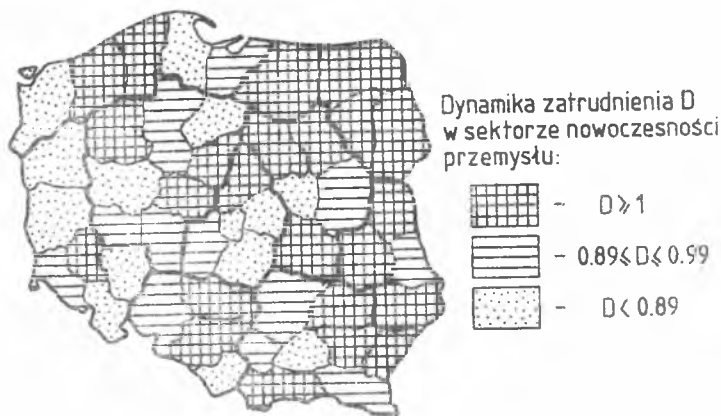 Dynamika zatrudnienia D
w sektorze nowoczesności
przemysłu:
- D⩾1
- 0.89⩽D⩽0.99
- D<0.89